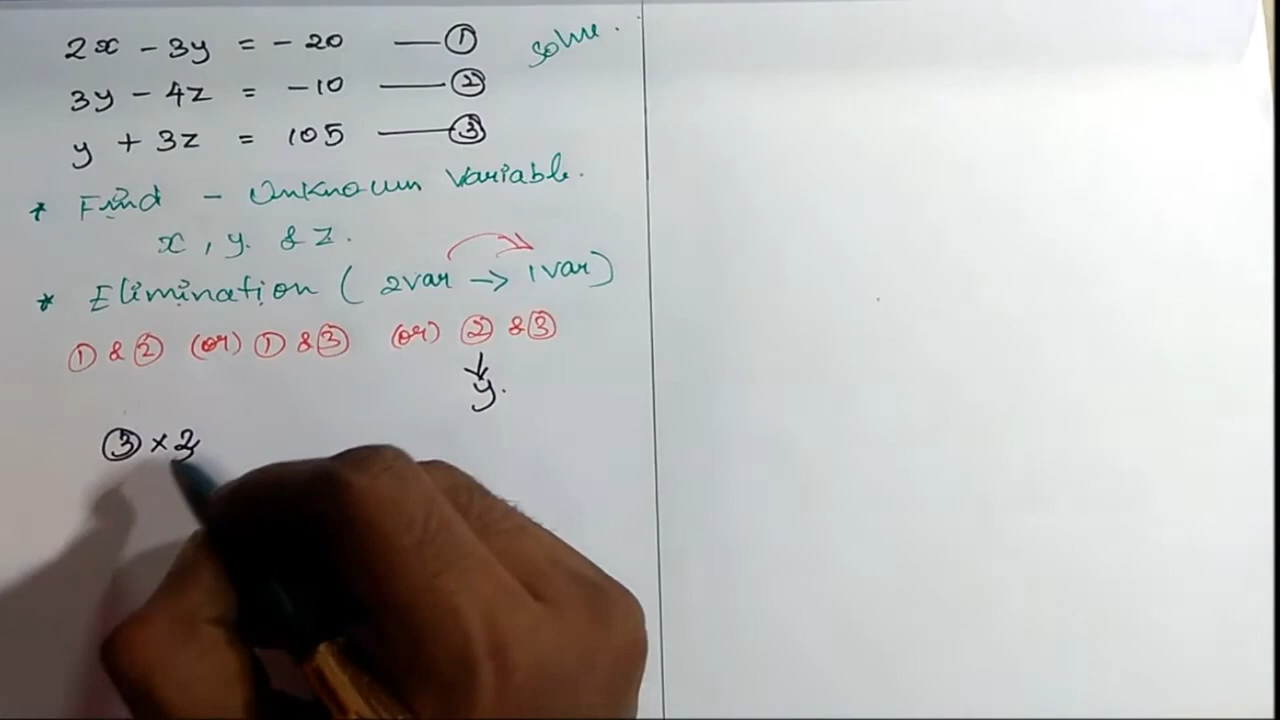 2x - 3y = -20 —— ① solve.
3y - 4z = -10 —— ②
y + 3z = 105 —— ③
* Find - Unknown Variable.
x, y. & z.
* Elimination (2var → 1var)
① & ② (or) ① & ③ (or) ② & ③
↓
y.
③ ×